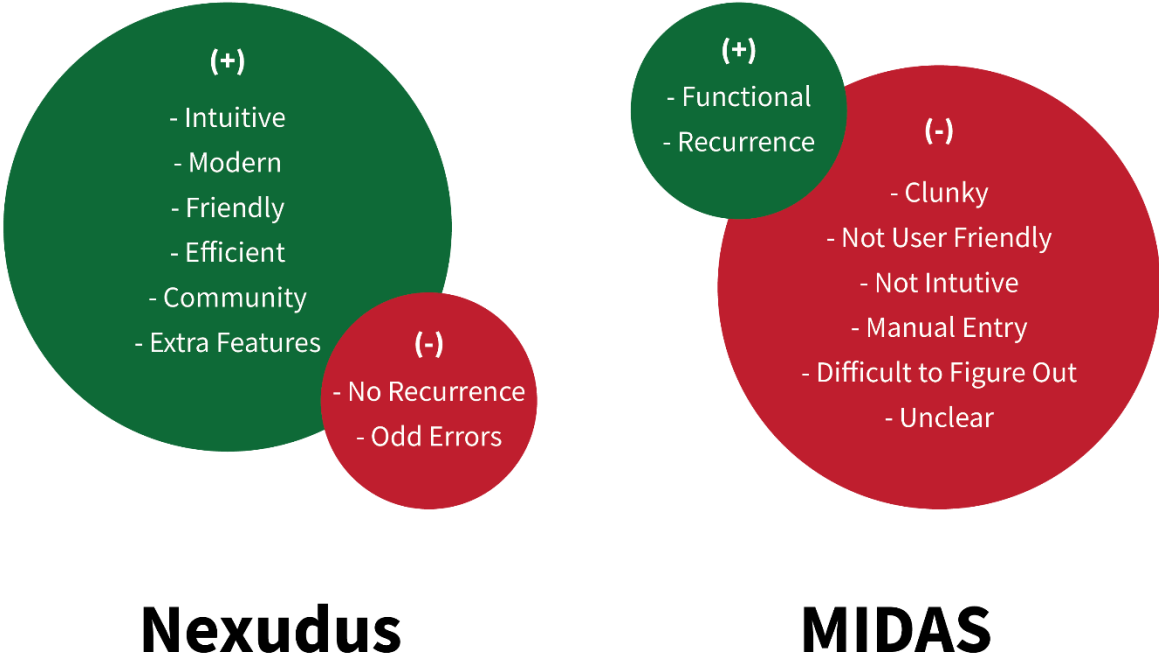 (+)
- Intuitive
- Modern
- Friendly
- Efficient
- Community
- Extra Features
(-)
- No Recurrence
- Odd Errors
Nexudus
(+)
- Functional
- Recurrence
(-)
- Clunky
- Not User Friendly
- Not Intutive
- Manual Entry
- Difficult to Figure Out
- Unclear
MIDAS